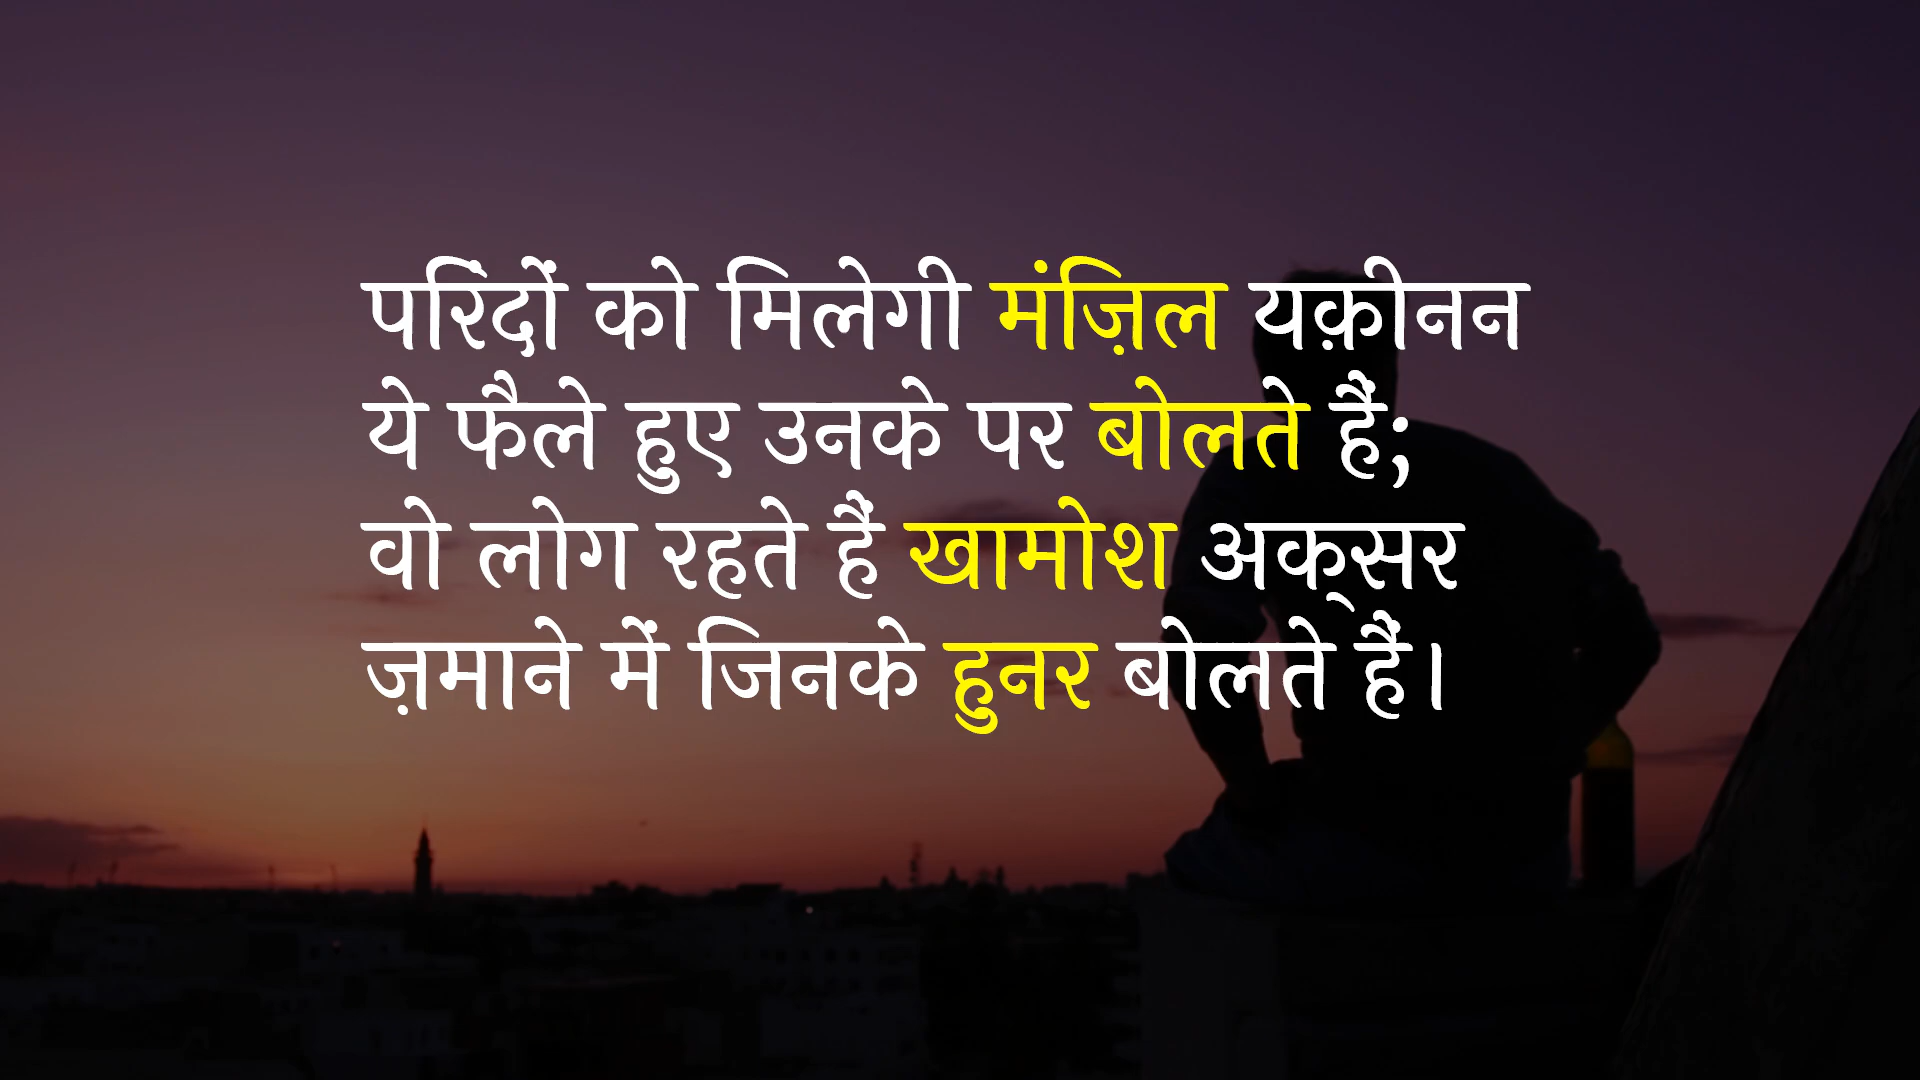 परिंदों को मिलेगी मंज़िल यक़ीनन
ये फैले हुए उनके पर बोलते हैं;
वो लोग रहते हैं खामोश अक्‍सर
ज़माने में जिनके हुनर बोलते हैं।